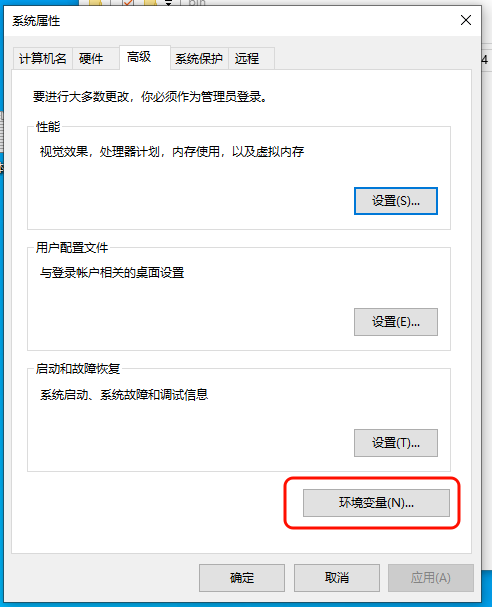 bin
系统属性
计算机名 硬件 高级 系统保护 远程
4
要进行大多数更改，你必须作为管理员登录。
性能
视觉效果，处理器计划，内存使用，以及虚拟内存
设置(S)...
用户配置文件
与登录帐户相关的桌面设置
设置(E)...
启动和故障恢复
系统启动、系统故障和调试信息
设置(T)...
环境变量(N)...
确定 取消 应用(A)